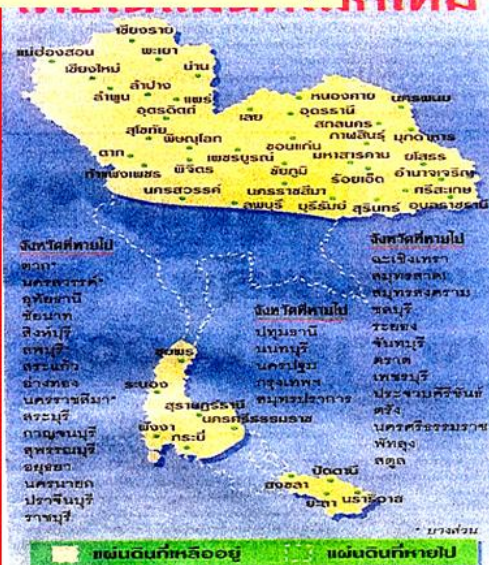 เชียงราย
แม่ฮ่องสอน
พะเยา
เชียงใหม่
น่าน
ลำปาง
ลำพูน
แพร่
อุตรดิตถ์
เลย
หนองคาย
นครพนม
อุดรธานี
สกลนคร
สุโขทัย
พิษณุโลก
ขอนแก่น
กาฬสินธุ์
มุกดาหาร
ตาก
เพชรบูรณ์
มหาสารคาม
ยโสธร
กำแพงเพชร
พิจิตร
ชัยภูมิ
ร้อยเอ็ด
อำนาจเจริญ
นครสวรรค์
นครราชสีมา
ศรีสะเกษ
ลพบุรี
บุรีรัมย์
สุรินทร์
อุบลราชธานี
จังหวัดที่หายไป
ตาก*
นครสวรรค์*
อุทัยธานี
ชัยนาท
สิงห์บุรี
ลพบุรี
สระแก้ว
อ่างทอง
นครราชสีมา*
สระบุรี
กาญจนบุรี
สุพรรณบุรี
อยุธยา
นครนายก
ปราจีนบุรี
ราชบุรี
จังหวัดที่หายไป
ปทุมธานี
นนทบุรี
นครปฐม
กรุงเทพฯ
สมุทรปราการ
จังหวัดที่หายไป
ฉะเชิงเทรา
สมุทรสาคร
สมุทรสงคราม
ชลบุรี
ระยอง
จันทบุรี
ตราด
เพชรบุรี
ประจวบคีรีขันธ์
ตรัง
นครศรีธรรมราช
พัทลุง
สตูล
ชุมพร
ระนอง
สุราษฎร์ธานี
นครศรีธรรมราช
พังงา
กระบี่
ปัตตานี
สงขลา
ยะลา
นราธิวาส
* บางส่วน
แผ่นดินที่เหลืออยู่
แผ่นดินที่หายไป